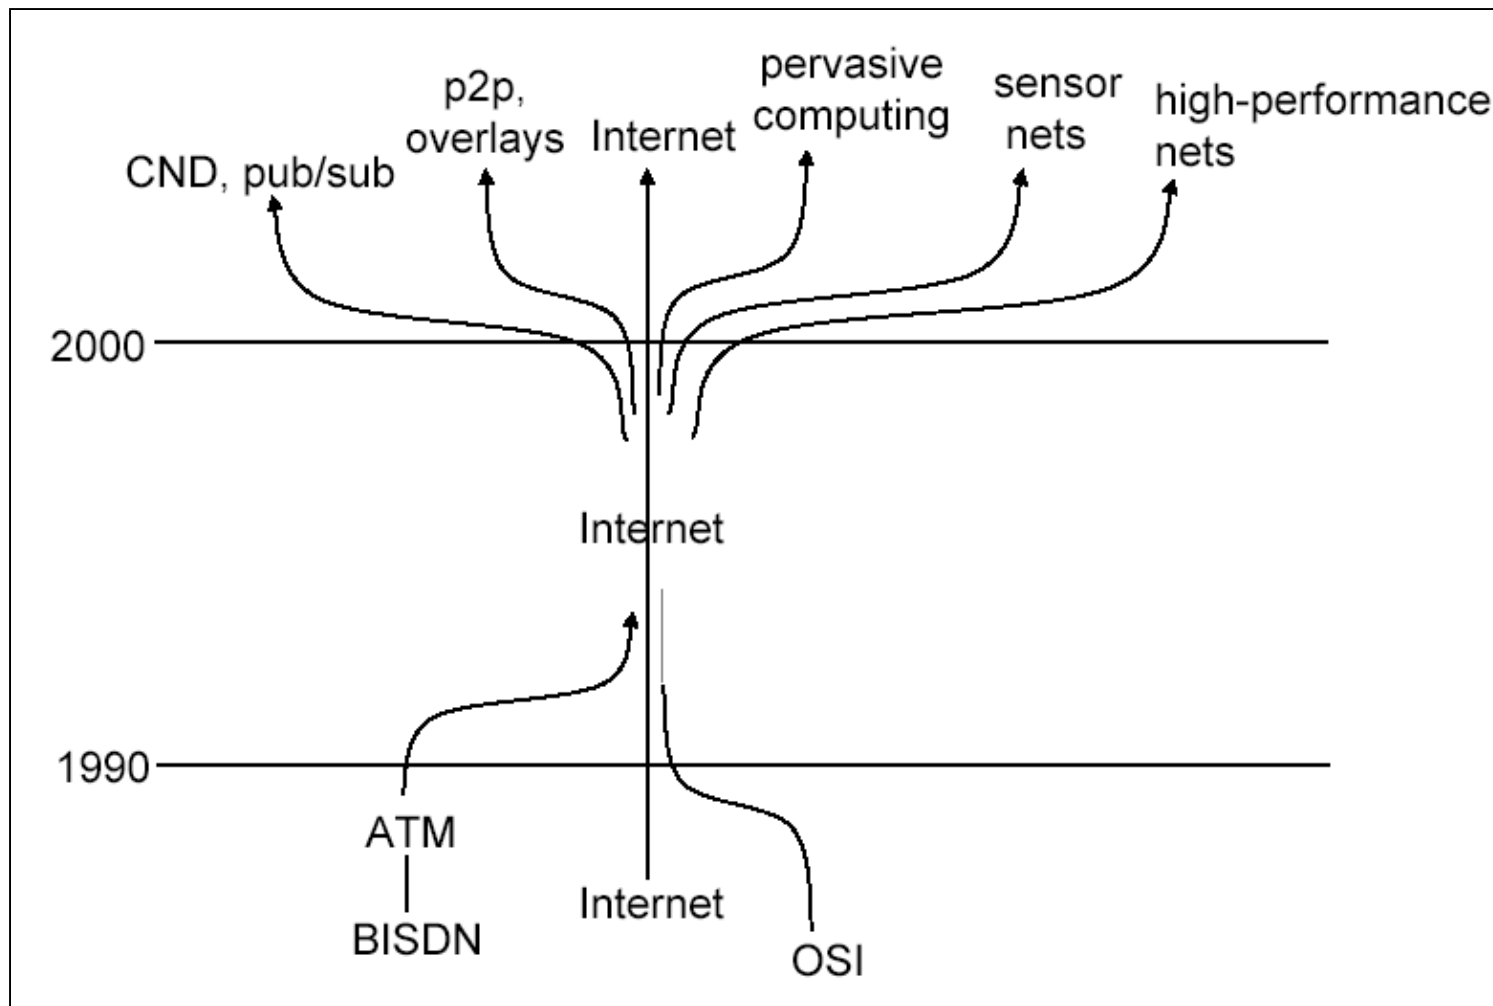 pervasive
computing
sensor
nets
p2p,
overlays
high-performance
nets
Internet
CND, pub/sub
2000
Internet
1990
ATM
Internet
BISDN
OSI